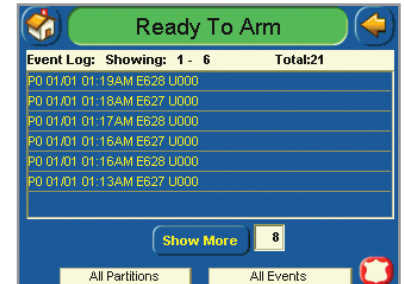 Ready To Arm
Event Log: Showing: 1 - 6 Total:21
P0 01/01 01:19AM E628 U000
P0 01/01 01:18AM E627 U000
P0 01/01 01:17AM E628 U000
P0 01/01 01:16AM E627 U000
P0 01/01 01:16AM E628 U000
P0 01/01 01:13AM E627 U000
Show More 8
All Partitions All Events